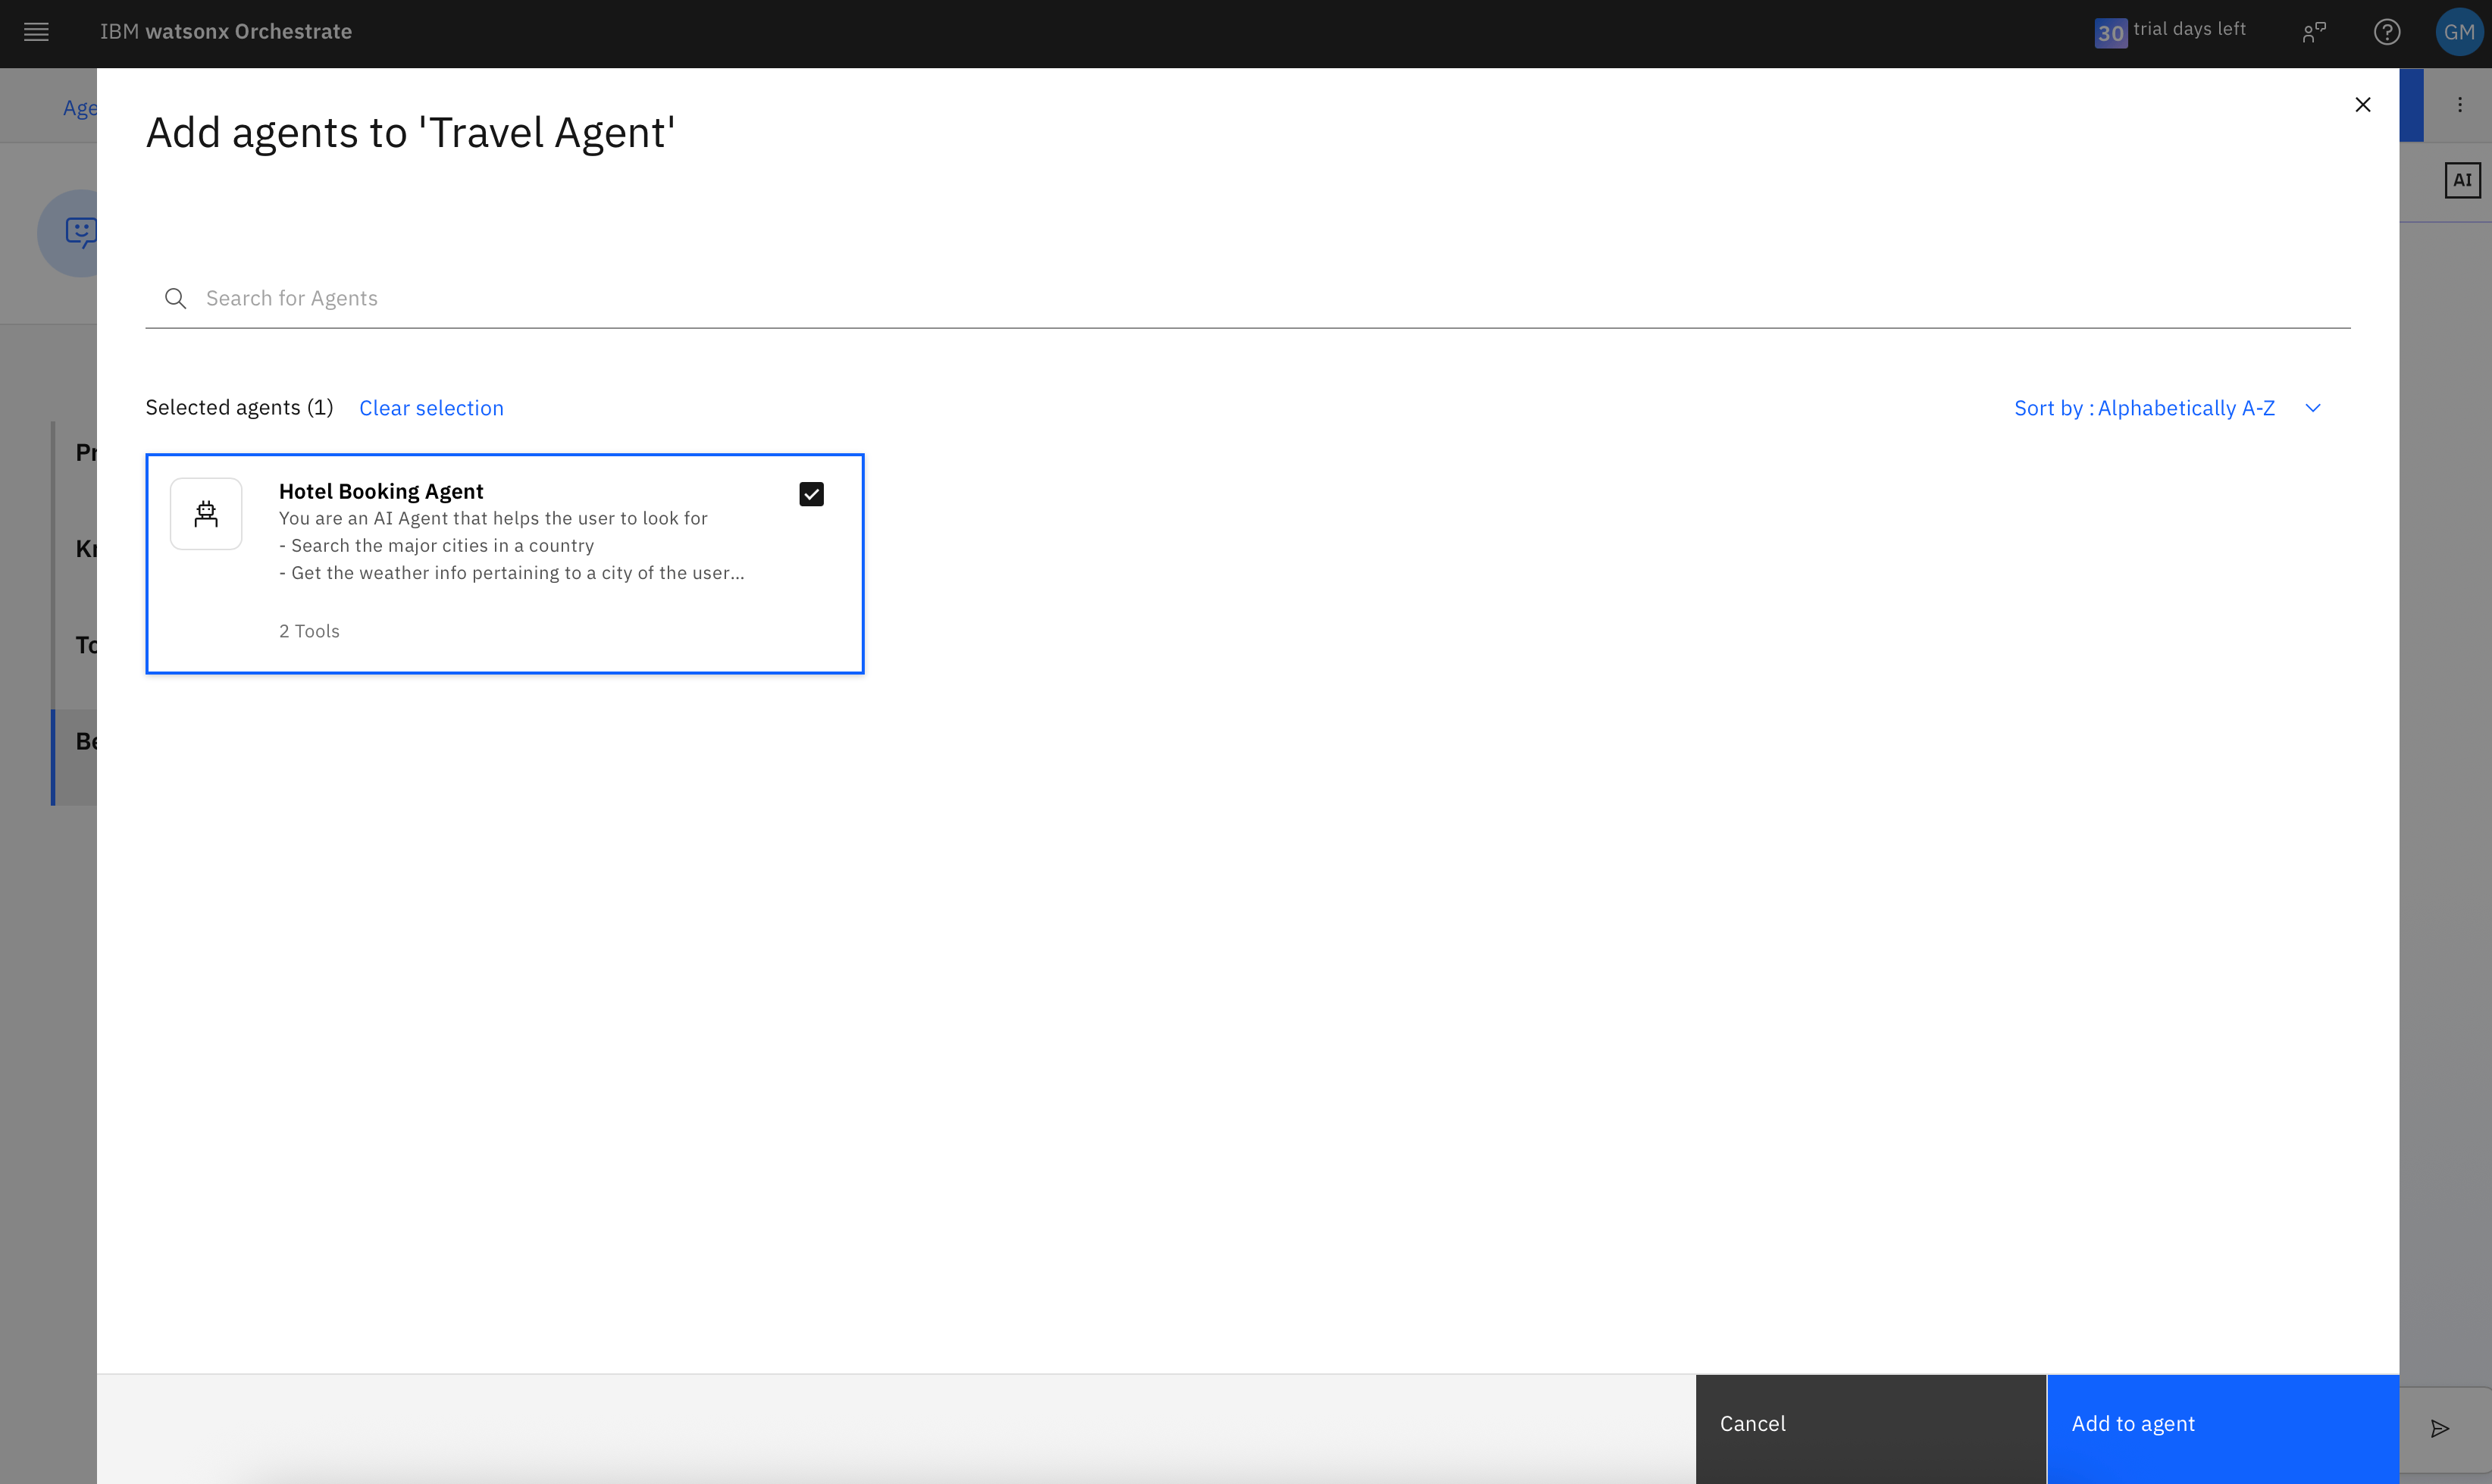 IBM watsonx Orchestrate
30 trial days left
GM
Age
Add agents to 'Travel Agent'
AI
Search for Agents
Selected agents (1) Clear selection
Sort by : Alphabetically A-Z
Pr
Kn
To
Be
Hotel Booking Agent
You are an AI Agent that helps the user to look for
- Search the major cities in a country
- Get the weather info pertaining to a city of the user...
2 Tools
Cancel
Add to agent